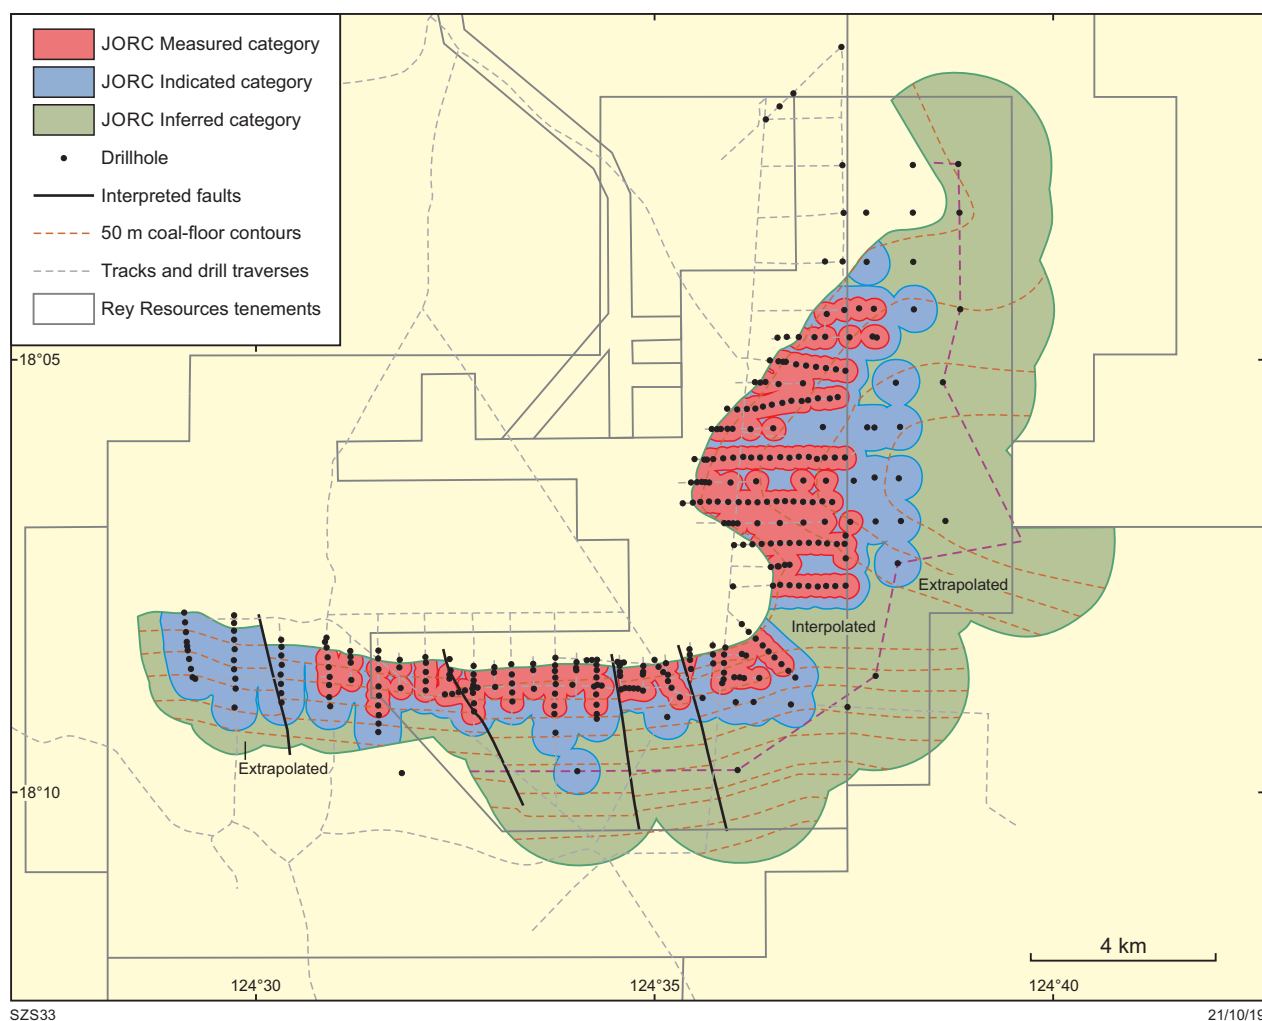 JORC Measured category
JORC Indicated category
JORC Inferred category
Drillhole
Interpreted faults
50 m coal-floor contours
Tracks and drill traverses
Rey Resources tenements
18°05
Extrapolated
Interpolated
Extrapolated
18°10
4 km
124°30
124°35
124°40
SZS33
21/10/19